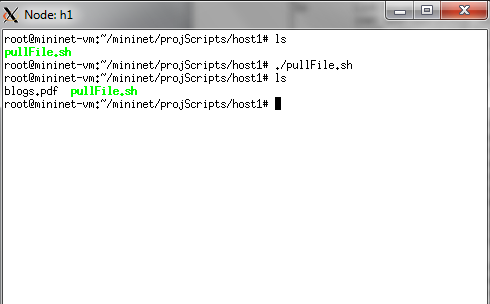 Node: h1
root@mininet-vm:~/mininet/projScripts/host1# ls
pullFile.sh
root@mininet-vm:~/mininet/projScripts/host1# ./pullFile.sh
root@mininet-vm:~/mininet/projScripts/host1# ls
blogs.pdf  pullFile.sh
root@mininet-vm:~/mininet/projScripts/host1#